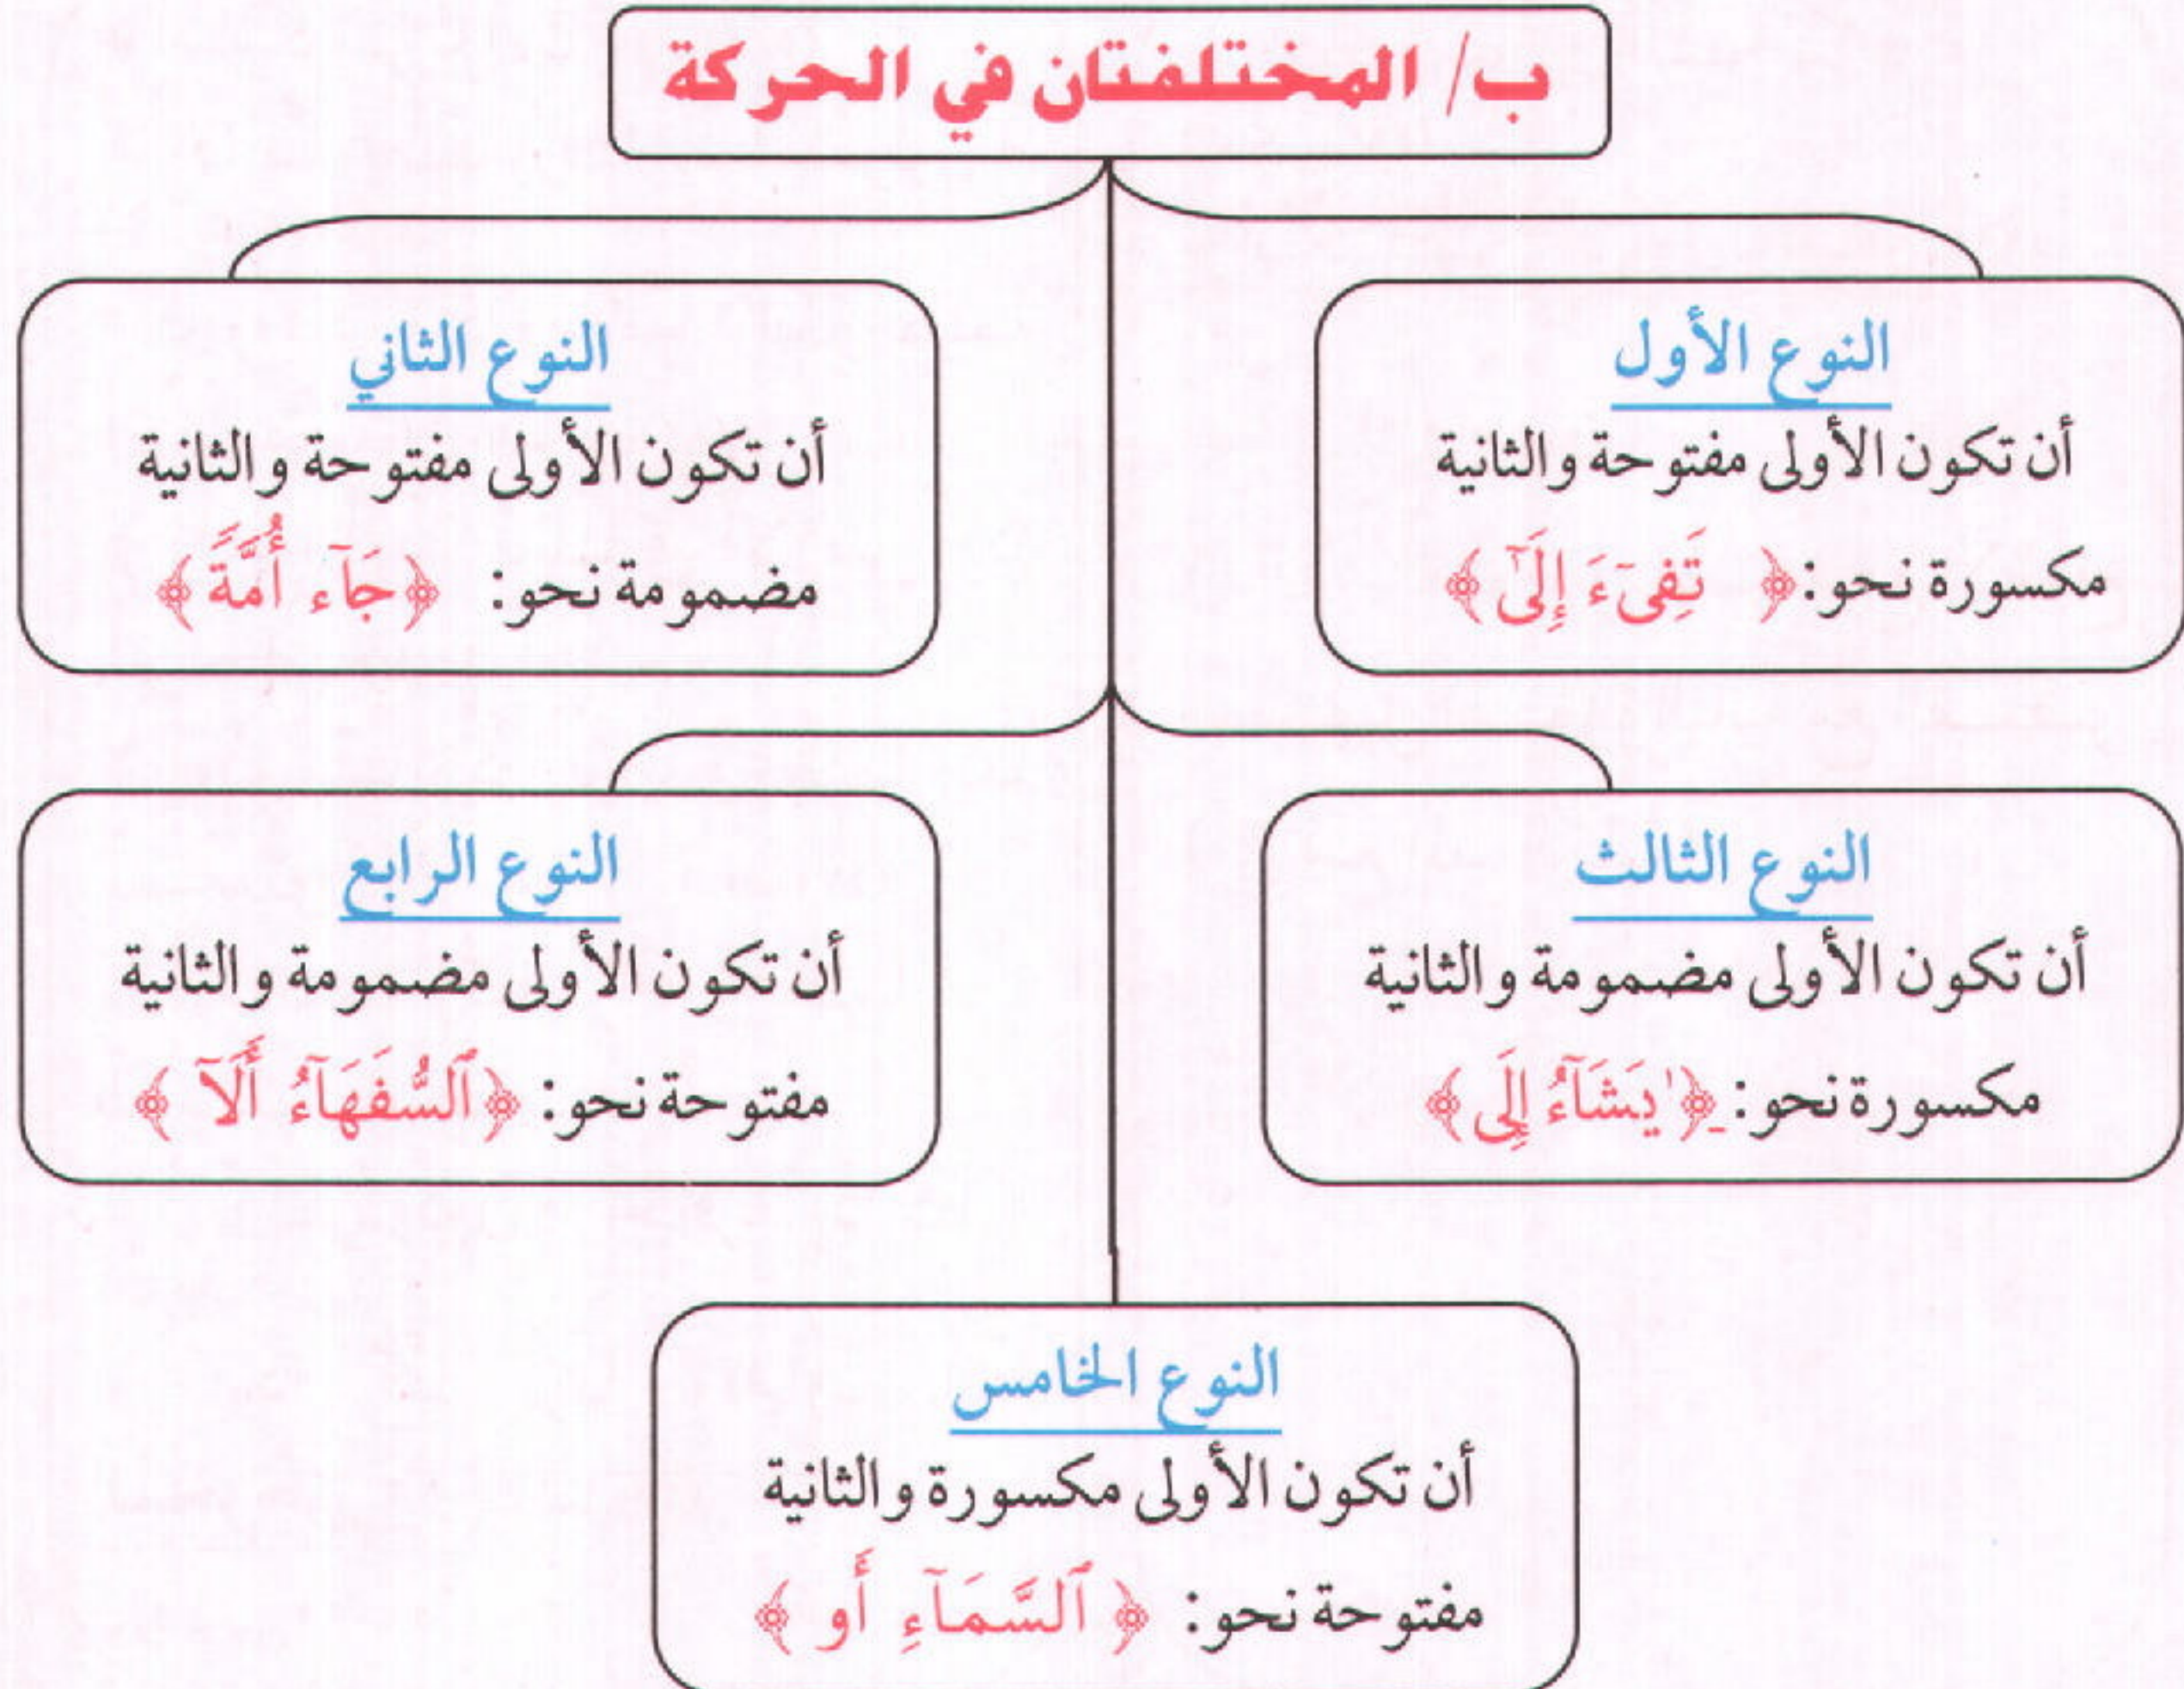 ب/ المختلفتان في الحركة
النوع الأول
أن تكون الأولى مفتوحة والثانية
مكسورة نحو: ﴿ تَفِىٓءَ إِلَىٰٓ ﴾
النوع الثاني
أن تكون الأولى مفتوحة والثانية
مضمومة نحو: ﴿جَآء أُمَّةً﴾
النوع الثالث
أن تكون الأولى مضمومة والثانية
مكسورة نحو: ﴿يَشَآءُ إِلَى﴾
النوع الرابع
أن تكون الأولى مضمومة والثانية
مفتوحة نحو: ﴿ٱلسُّفَهَآءُ أَلَآ ﴾
النوع الخامس
أن تكون الأولى مكسورة والثانية
مفتوحة نحو: ﴿ ٱلسَّمَآءِ أَو ﴾